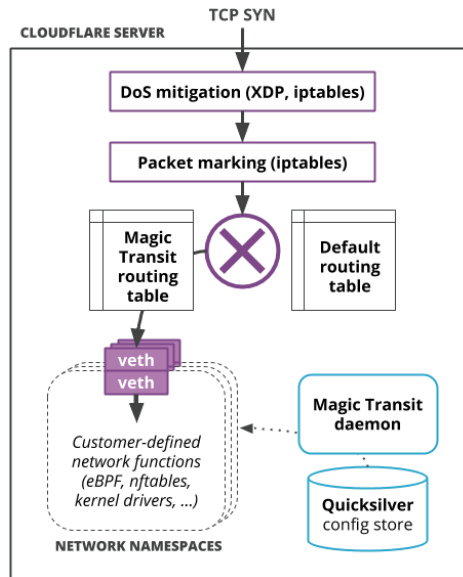 TCP SYN
CLOUDFLARE SERVER
DoS mitigation (XDP, iptables)
Packet marking (iptables)
Magic
Transit
routing
table
Default
routing
table
veth
veth
Customer-defined
network functions
(eBPF, nftables,
kernel drivers, ...)
NETWORK NAMESPACES
Magic Transit
daemon
Quicksilver
config store